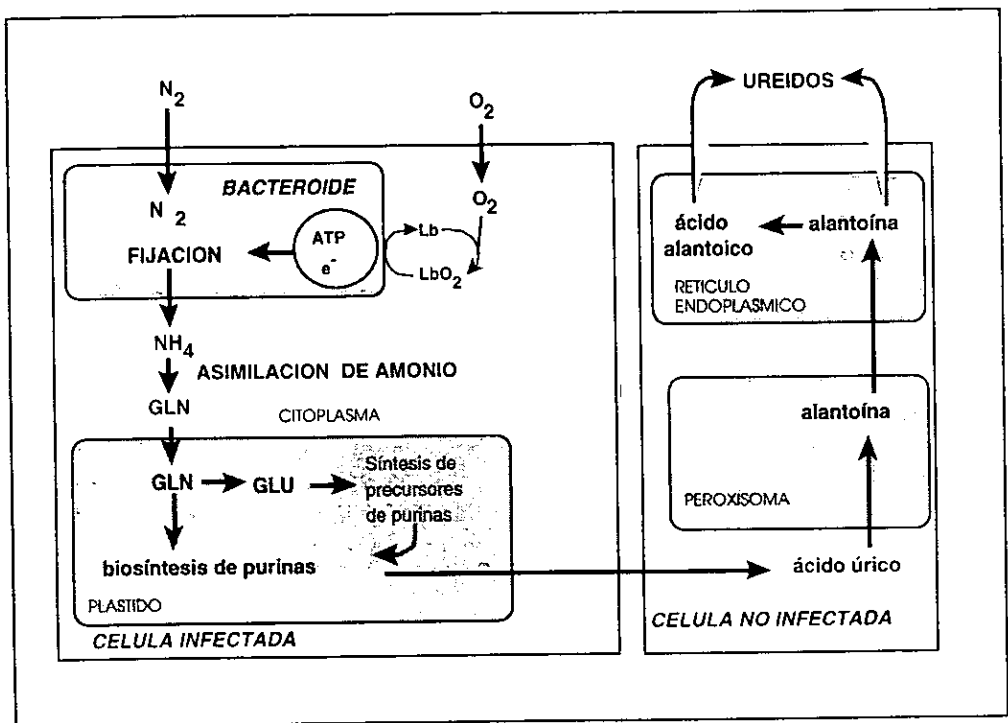 N2
O2
BACTEROIDE
N 2
O2
ATP
e-
Lb
LbO2
FIJACION
NH4
ASIMILACION DE AMONIO
GLN
CITOPLASMA
GLN
GLU
Síntesis de
precursores
de purinas
biosíntesis de purinas
PLASTIDO
CELULA INFECTADA
UREIDOS
ácido
alantoico
alantoína
RETICULO
ENDOPLASMICO
alantoína
PEROXISOMA
ácido úrico
CELULA NO INFECTADA